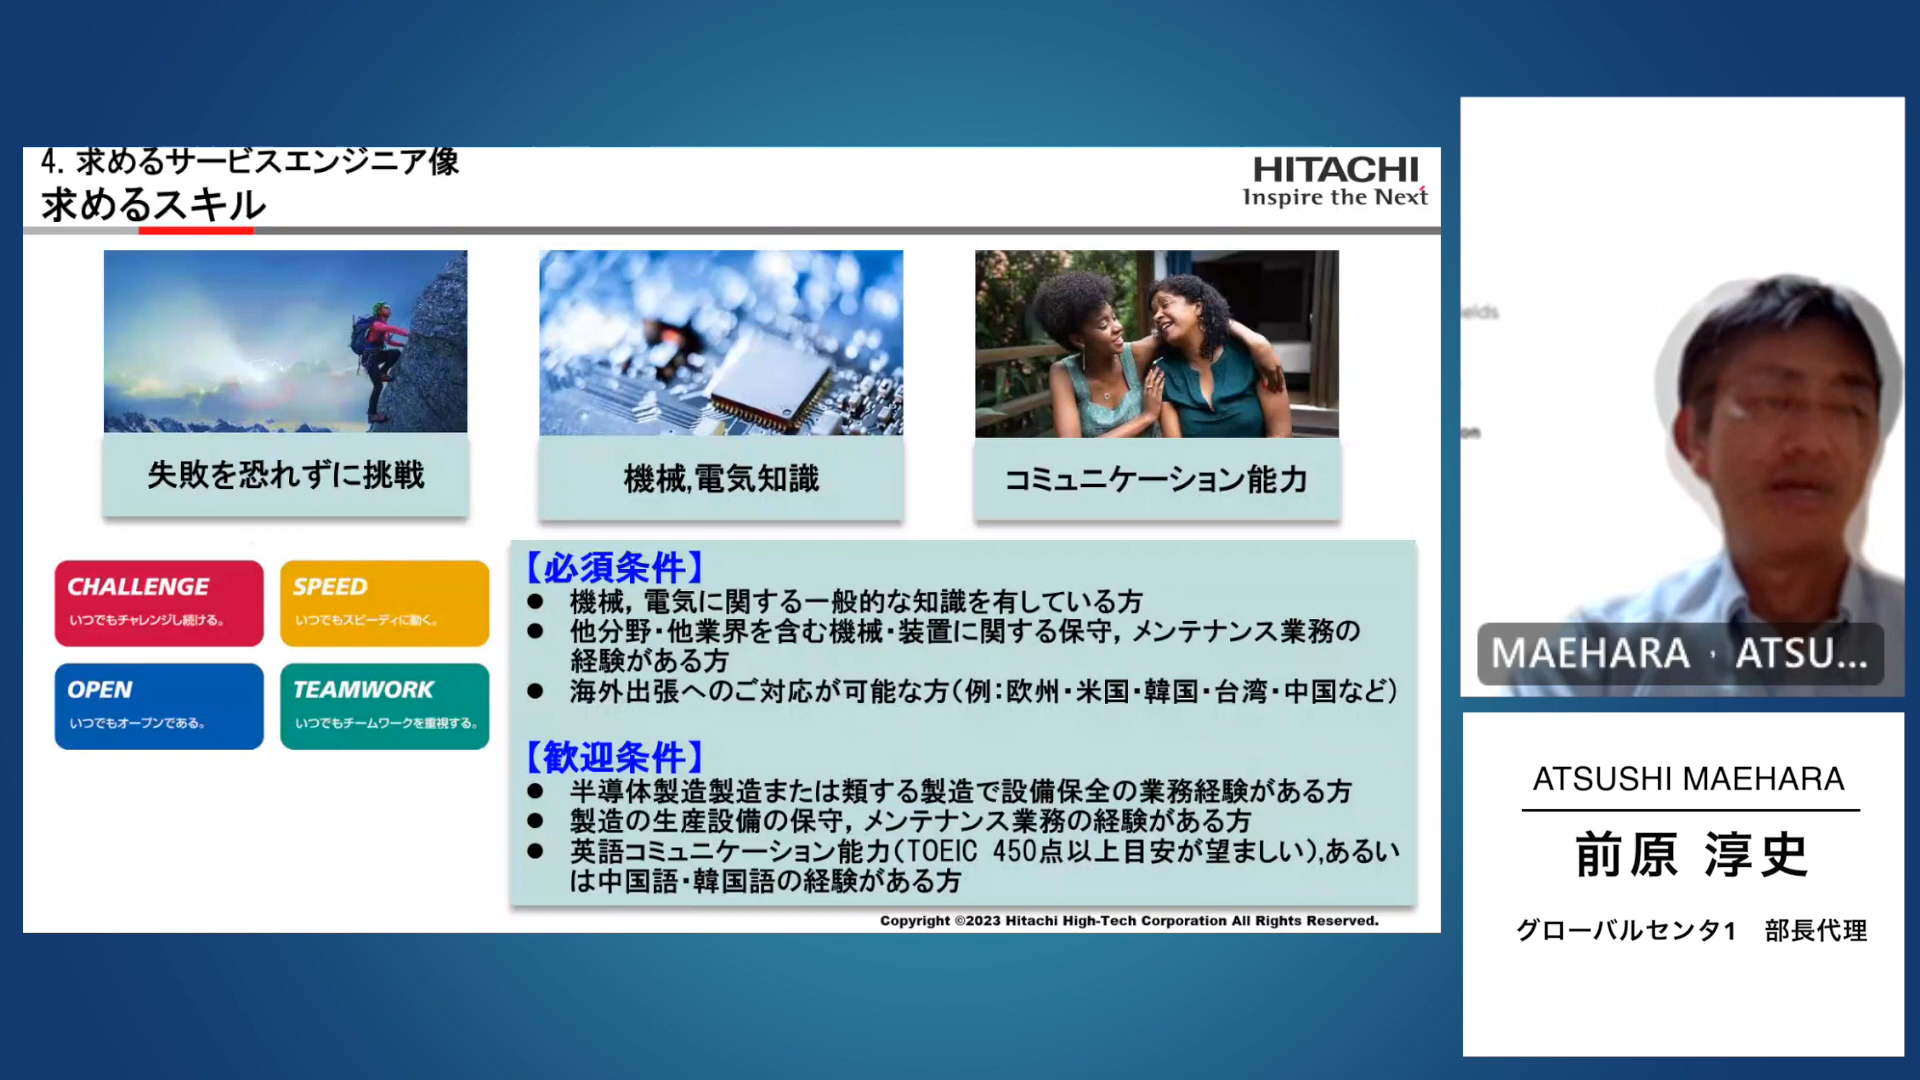 4. 求めるサービスエンジニア像
求めるスキル
HITACHI
Inspire the Next
失敗を恐れずに挑戦
機械,電気知識
コミュニケーション能力
CHALLENGE
いつでもチャレンジし続ける。
SPEED
いつでもスピーディに動く。
OPEN
いつでもオープンである。
TEAMWORK
いつでもチームワークを重視する。
【必須条件】
● 機械, 電気に関する一般的な知識を有している方
● 他分野・他業界を含む機械・装置に関する保守, メンテナンス業務の
経験がある方
● 海外出張へのご対応が可能な方(例:欧州・米国・韓国・台湾・中国など)
【歓迎条件】
● 半導体製造製造または類する製造で設備保全の業務経験がある方
● 製造の生産設備の保守, メンテナンス業務の経験がある方
● 英語コミュニケーション能力(TOEIC 450点以上目安が望ましい),あるい
は中国語・韓国語の経験がある方
Copyright ©2023 Hitachi High-Tech Corporation All Rights Reserved.
elds
on
MAEHARA ・ ATSU...
ATSUSHI MAEHARA
前原 淳史
グローバルセンタ1 部長代理